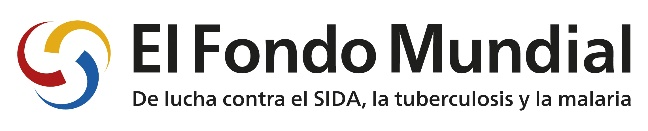 El Fondo Mundial
De lucha contra el SIDA, la tuberculosis y la malaria